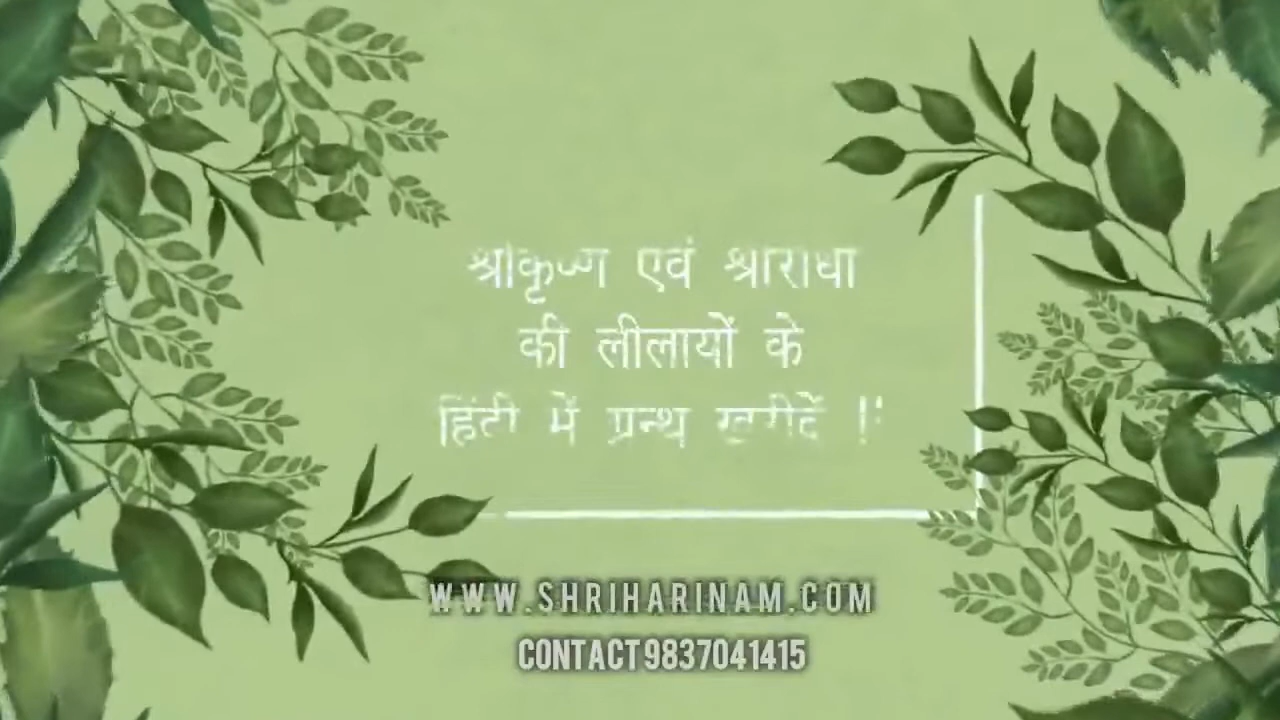 श्रीकृष्ण एवं श्रीराधा
की लीलायों के
हिंदी में ग्रन्थ खरीदें !!
WWW.SHRIHARINAM.COM
CONTACT 9837041415